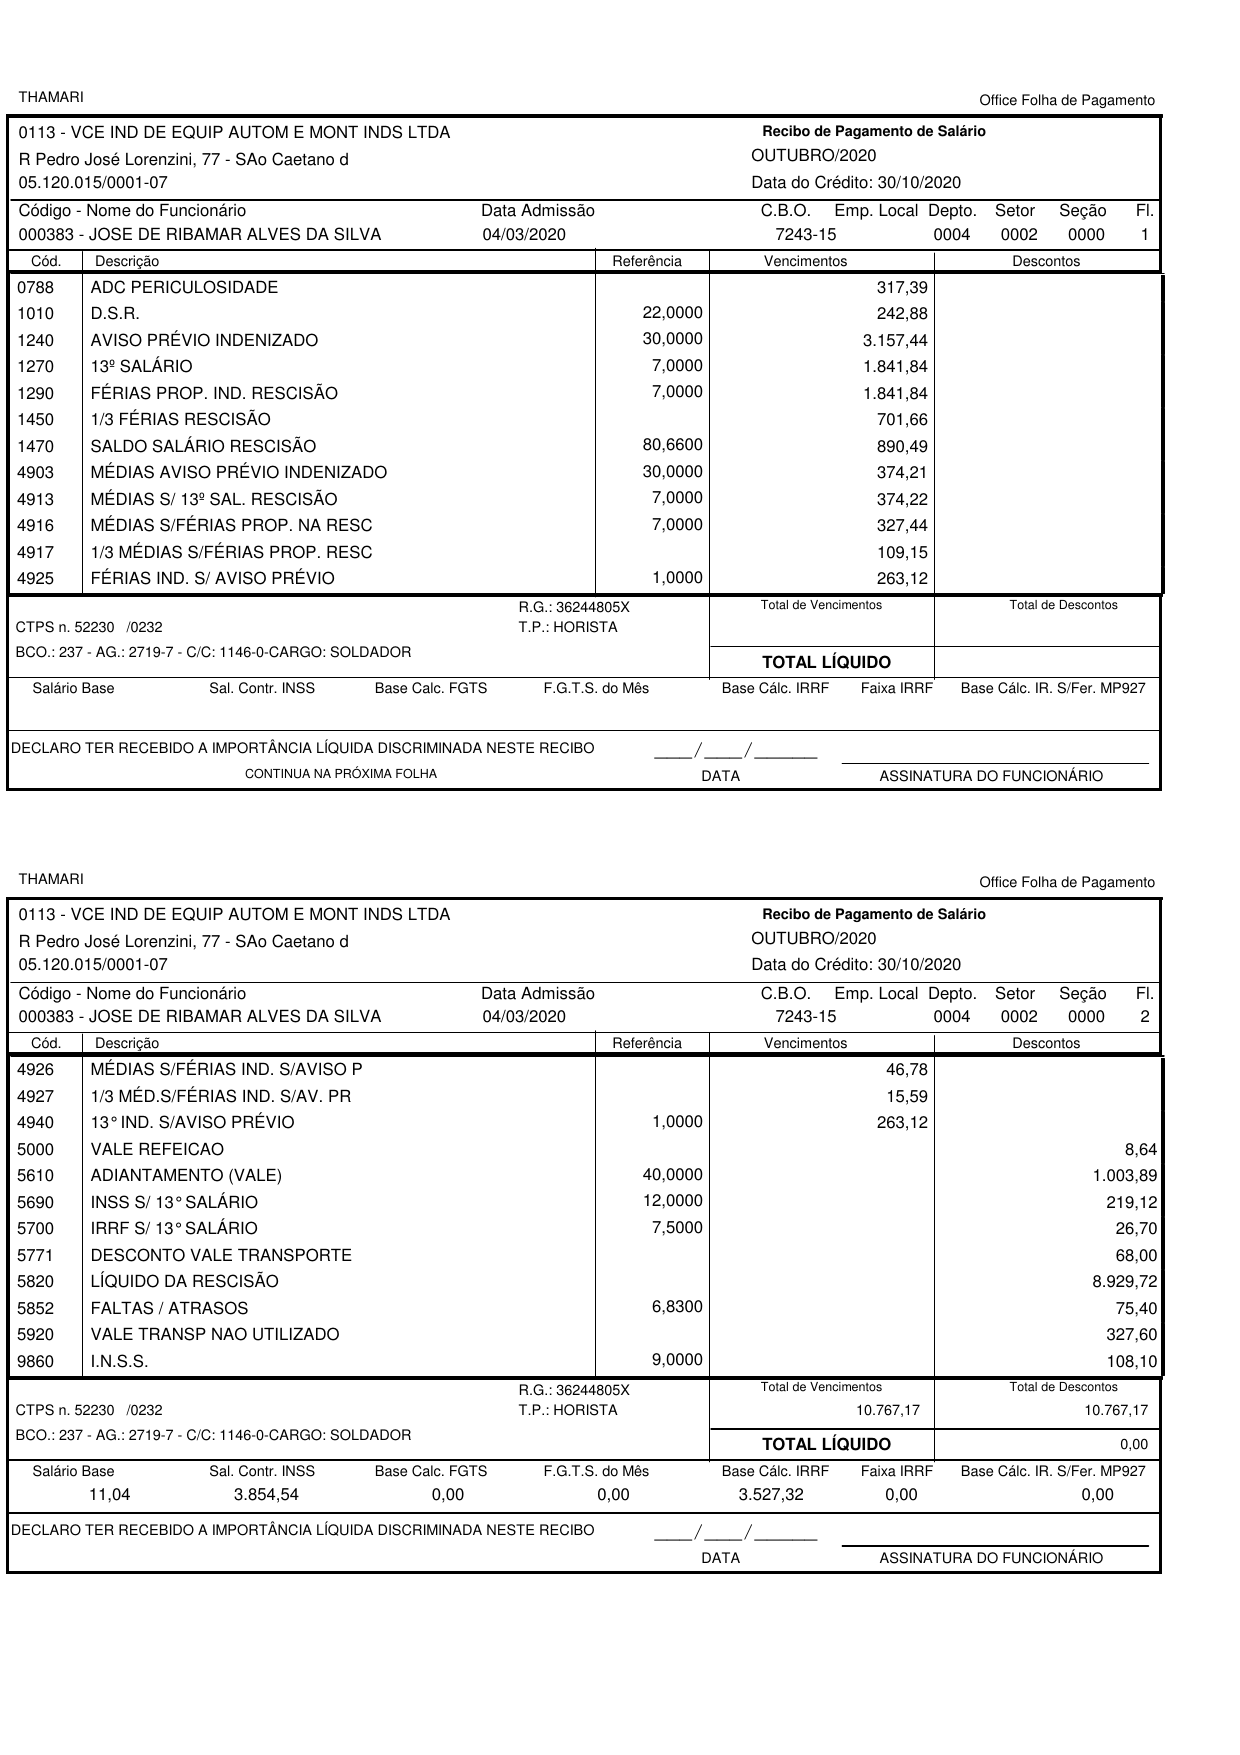 THAMARI Office Folha de Pagamento
0113 - VCE IND DE EQUIP AUTOM E MONT INDS LTDA Recibo de Pagamento de Salário
R Pedro José Lorenzini, 77 - SAo Caetano d OUTUBRO/2020
05.120.015/0001-07 Data do Crédito: 30/10/2020
Código - Nome do Funcionário Data Admissão C.B.O. Emp. Local Depto. Setor Seção Fl.
000383 - JOSE DE RIBAMAR ALVES DA SILVA 04/03/2020 7243-15 0004 0002 0000 1
Cód. Descrição Referência Vencimentos Descontos
0788 ADC PERICULOSIDADE 317,39
1010 D.S.R. 22,0000 242,88
1240 AVISO PRÉVIO INDENIZADO 30,0000 3.157,44
1270 13º SALÁRIO 7,0000 1.841,84
1290 FÉRIAS PROP. IND. RESCISÃO 7,0000 1.841,84
1450 1/3 FÉRIAS RESCISÃO 701,66
1470 SALDO SALÁRIO RESCISÃO 80,6600 890,49
4903 MÉDIAS AVISO PRÉVIO INDENIZADO 30,0000 374,21
4913 MÉDIAS S/ 13º SAL. RESCISÃO 7,0000 374,22
4916 MÉDIAS S/FÉRIAS PROP. NA RESC 7,0000 327,44
4917 1/3 MÉDIAS S/FÉRIAS PROP. RESC 109,15
4925 FÉRIAS IND. S/ AVISO PRÉVIO 1,0000 263,12
R.G.: 36244805X Total de Vencimentos Total de Descontos
CTPS n. 52230 /0232 T.P.: HORISTA
BCO.: 237 - AG.: 2719-7 - C/C: 1146-0-CARGO: SOLDADOR TOTAL LÍQUIDO
Salário Base Sal. Contr. INSS Base Calc. FGTS F.G.T.S. do Mês Base Cálc. IRRF Faixa IRRF Base Cálc. IR. S/Fer. MP927
DECLARO TER RECEBIDO A IMPORTÂNCIA LÍQUIDA DISCRIMINADA NESTE RECIBO ____/____/______
CONTINUA NA PRÓXIMA FOLHA DATA ASSINATURA DO FUNCIONÁRIO
THAMARI Office Folha de Pagamento
0113 - VCE IND DE EQUIP AUTOM E MONT INDS LTDA Recibo de Pagamento de Salário
R Pedro José Lorenzini, 77 - SAo Caetano d OUTUBRO/2020
05.120.015/0001-07 Data do Crédito: 30/10/2020
Código - Nome do Funcionário Data Admissão C.B.O. Emp. Local Depto. Setor Seção Fl.
000383 - JOSE DE RIBAMAR ALVES DA SILVA 04/03/2020 7243-15 0004 0002 0000 2
Cód. Descrição Referência Vencimentos Descontos
4926 MÉDIAS S/FÉRIAS IND. S/AVISO P 46,78
4927 1/3 MÉD.S/FÉRIAS IND. S/AV. PR 15,59
4940 13° IND. S/AVISO PRÉVIO 1,0000 263,12
5000 VALE REFEICAO 8,64
5610 ADIANTAMENTO (VALE) 40,0000 1.003,89
5690 INSS S/ 13° SALÁRIO 12,0000 219,12
5700 IRRF S/ 13° SALÁRIO 7,5000 26,70
5771 DESCONTO VALE TRANSPORTE 68,00
5820 LÍQUIDO DA RESCISÃO 8.929,72
5852 FALTAS / ATRASOS 6,8300 75,40
5920 VALE TRANSP NAO UTILIZADO 327,60
9860 I.N.S.S. 9,0000 108,10
R.G.: 36244805X Total de Vencimentos Total de Descontos
CTPS n. 52230 /0232 T.P.: HORISTA 10.767,17 10.767,17
BCO.: 237 - AG.: 2719-7 - C/C: 1146-0-CARGO: SOLDADOR TOTAL LÍQUIDO 0,00
Salário Base Sal. Contr. INSS Base Calc. FGTS F.G.T.S. do Mês Base Cálc. IRRF Faixa IRRF Base Cálc. IR. S/Fer. MP927
11,04 3.854,54 0,00 0,00 3.527,32 0,00 0,00
DECLARO TER RECEBIDO A IMPORTÂNCIA LÍQUIDA DISCRIMINADA NESTE RECIBO ____/____/______
DATA ASSINATURA DO FUNCIONÁRIO